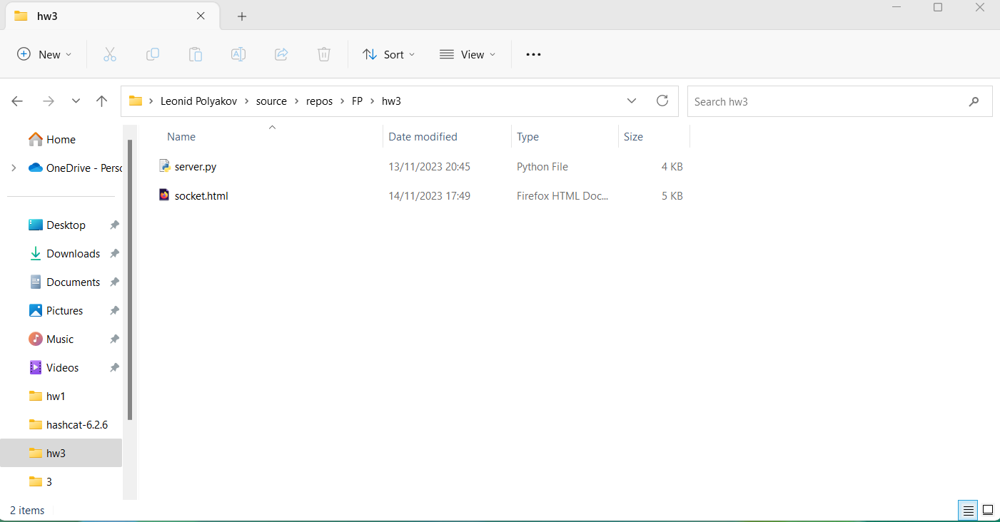 hw3
New
Sort
View
Leonid Polyakov
source
repos
FP
hw3
Search hw3
Home
OneDrive - Perso
Desktop
Downloads
Documents
Pictures
Music
Videos
hw1
hashcat-6.2.6
hw3
3
Name Date modified Type Size
server.py 13/11/2023 20:45 Python File 4 KB
socket.html 14/11/2023 17:49 Firefox HTML Doc... 5 KB
2 items